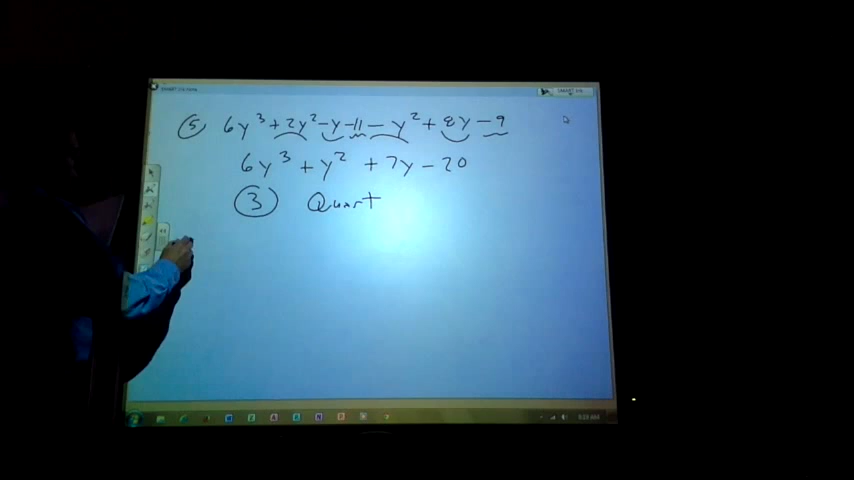 ⑤ 6y³ + 2y² - y - 11 - y² + 8y - 9
6y³ + y² + 7y - 20
③ Quart